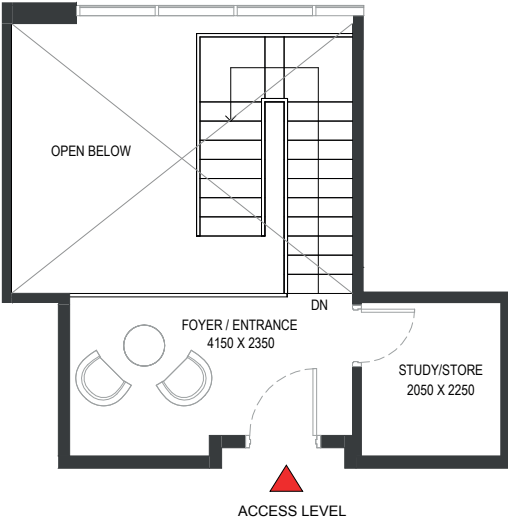 OPEN BELOW
DN
FOYER / ENTRANCE
4150 X 2350
STUDY/STORE
2050 X 2250
ACCESS LEVEL